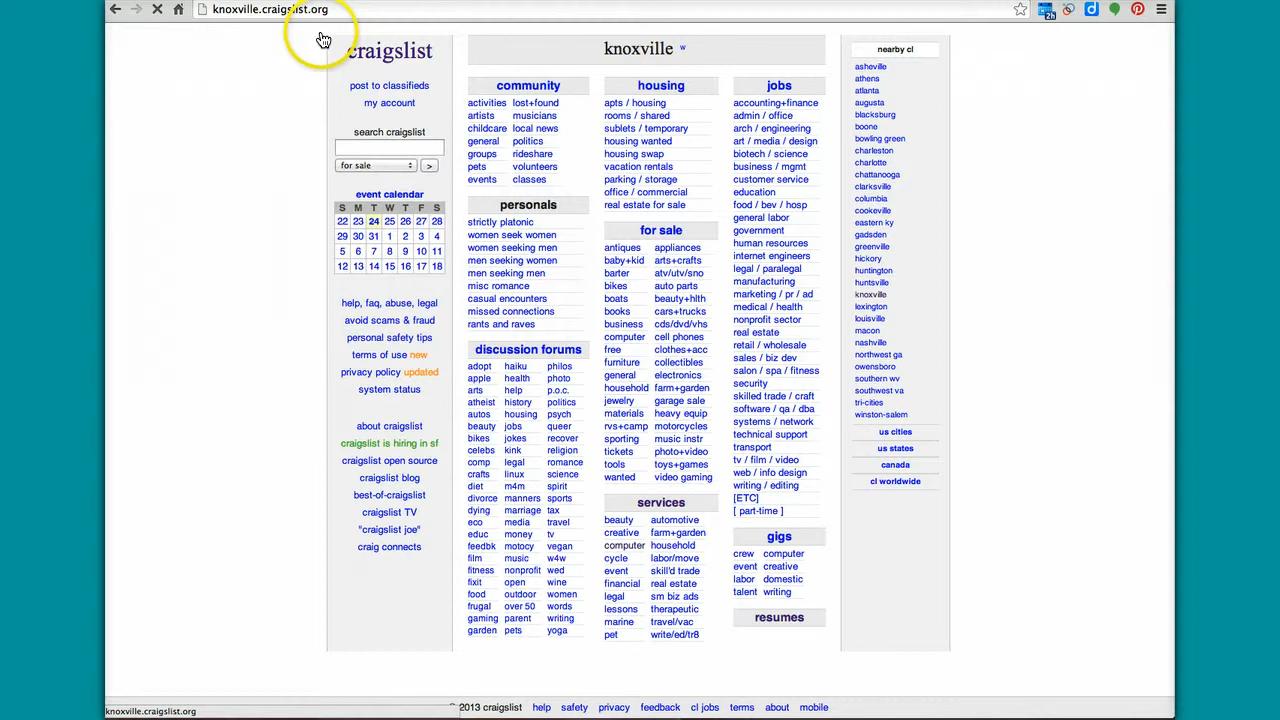 knoxville.craigslist.org
2h
craigslist
post to classifieds
my account
search craigslist
for sale
>
event calendar
S M T W T F S
22 23 24 25 26 27 28
29 30 31 1 2 3 4
5 6 7 8 9 10 11
12 13 14 15 16 17 18
help, faq, abuse, legal
avoid scams & fraud
personal safety tips
terms of use new
privacy policy updated
system status
about craigslist
craigslist is hiring in sf
craigslist open source
craigslist blog
best-of-craigslist
craigslist TV
"craigslist joe"
craig connects
knoxville w
community
activities lost+found
artists musicians
childcare local news
general politics
groups rideshare
pets volunteers
events classes
personals
strictly platonic
women seek women
women seeking men
men seeking women
men seeking men
misc romance
casual encounters
missed connections
rants and raves
discussion forums
adopt haiku philos
apple health photo
arts help p.o.c.
atheist history politics
autos housing psych
beauty jobs queer
bikes jokes recover
celebs kink religion
comp legal romance
crafts linux science
diet m4m spirit
divorce manners sports
dying marriage tax
eco media travel
educ money tv
feedbk motocy vegan
film music w4w
fitness nonprofit wed
fixit open wine
food outdoor women
frugal over 50 words
gaming parent writing
garden pets yoga
housing
apts / housing
rooms / shared
sublets / temporary
housing wanted
housing swap
vacation rentals
parking / storage
office / commercial
real estate for sale
for sale
antiques appliances
baby+kid arts+crafts
barter atv/utv/sno
bikes auto parts
boats beauty+hlth
books cars+trucks
business cds/dvd/vhs
computer cell phones
free clothes+acc
furniture collectibles
general electronics
household farm+garden
jewelry garage sale
materials heavy equip
rvs+camp motorcycles
sporting music instr
tickets photo+video
tools toys+games
wanted video gaming
services
beauty automotive
creative farm+garden
computer household
cycle labor/move
event skill'd trade
financial real estate
legal sm biz ads
lessons therapeutic
marine travel/vac
pet write/ed/tr8
jobs
accounting+finance
admin / office
arch / engineering
art / media / design
biotech / science
business / mgmt
customer service
education
food / bev / hosp
general labor
government
human resources
internet engineers
legal / paralegal
manufacturing
marketing / pr / ad
medical / health
nonprofit sector
real estate
retail / wholesale
sales / biz dev
salon / spa / fitness
security
skilled trade / craft
software / qa / dba
systems / network
technical support
transport
tv / film / video
web / info design
writing / editing
[ETC]
[ part-time ]
gigs
crew computer
event creative
labor domestic
talent writing
resumes
nearby cl
asheville
athens
atlanta
augusta
blacksburg
boone
bowling green
charleston
charlotte
chattanooga
clarksville
columbia
cookeville
eastern ky
gadsden
greenville
hickory
huntington
huntsville
knoxville
lexington
louisville
macon
nashville
northwest ga
owensboro
southern wv
southwest va
tri-cities
winston-salem
us cities
us states
canada
cl worldwide
© 2013 craigslist help safety privacy feedback cl jobs terms about mobile
knoxville.craigslist.org